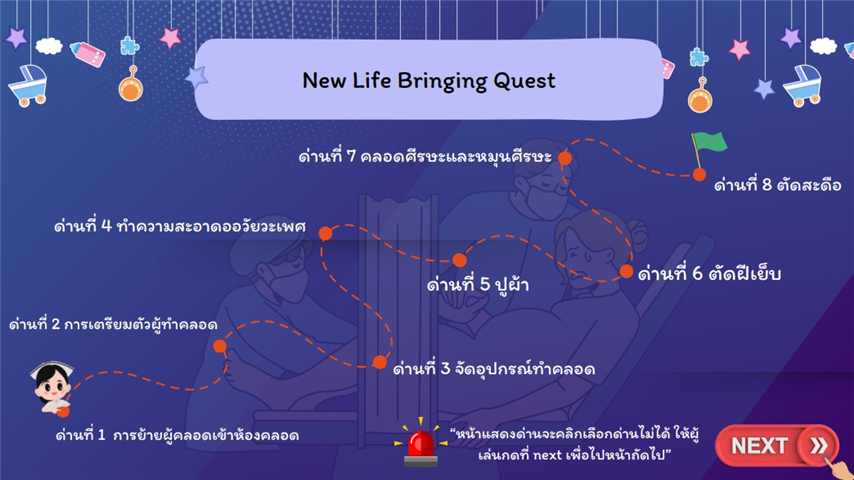 New Life Bringing Quest
ด่านที่ 7 คลอดศีรษะและหมุนศีรษะ
ด่านที่ 8 ตัดสะดือ
ด่านที่ 4 ทำความสะอาดออวัยวะเพศ
ด่านที่ 5 ปูผ้า
ด่านที่ 6 ตัดฝีเย็บ
ด่านที่ 2 การเตรียมตัวผู้ทำคลอด
ด่านที่ 3 จัดอุปกรณ์ทำคลอด
ด่านที่ 1 การย้ายผู้คลอดเข้าห้องคลอด
“หน้าแสดงด่านจะคลิกเลือกด่านไม่ได้ ให้ผู้
เล่นกดที่ next เพื่อไปหน้าถัดไป”
NEXT